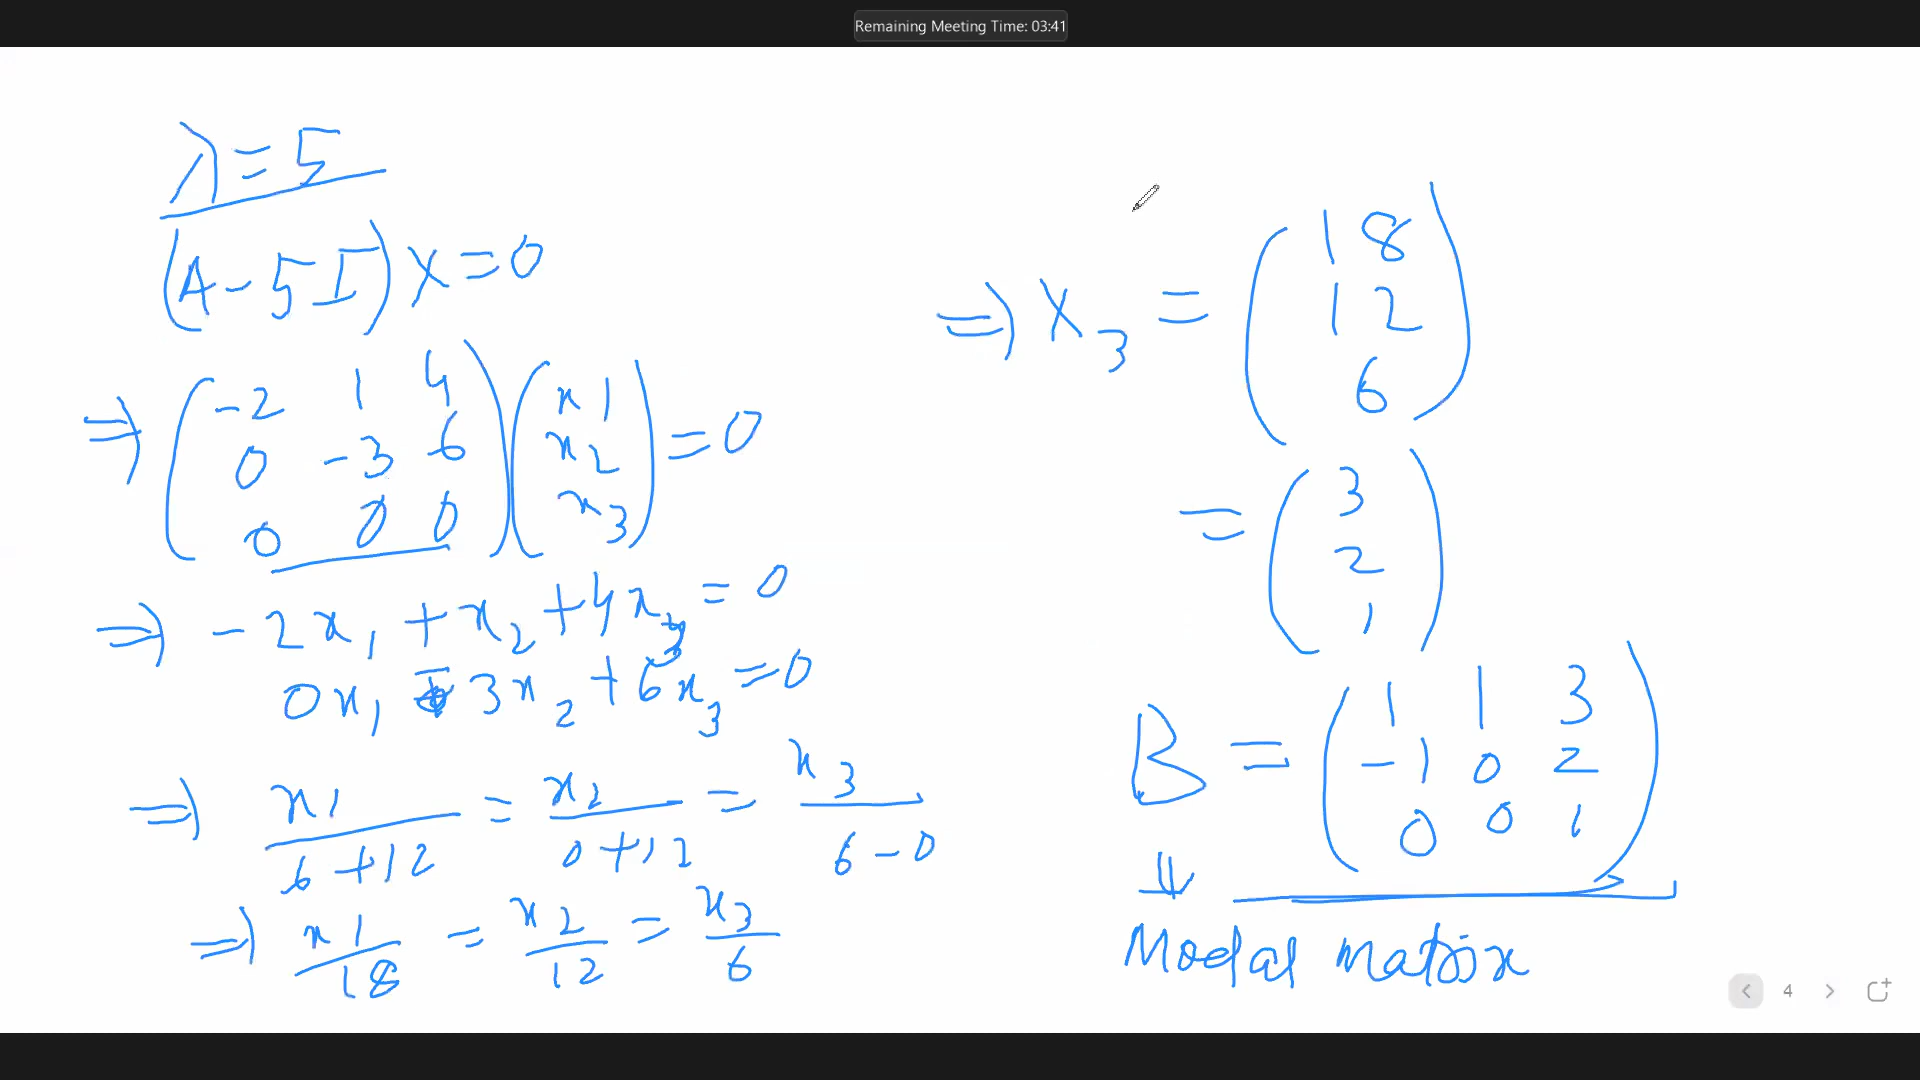 Remaining Meeting Time: 03:41
λ = 5
(A - 5I) X = 0
⇒ ( -2 1 4
0 -3 6
0 0 0 ) ( x1
x2
x3 ) = 0
⇒ -2x₁ + x₂ + 4x₃ = 0
0x₁ - 3x₂ + 6x₃ = 0
⇒ x1/(6+12) = x2/(0+12) = x3/(6-0)
⇒ x1/18 = x2/12 = x3/6
⇒ X₃ = ( 18
12
6 )
= ( 3
2
1 )
B = ( 1 1 3
-1 0 2
0 0 1 )
⇓
Modal matrix
4